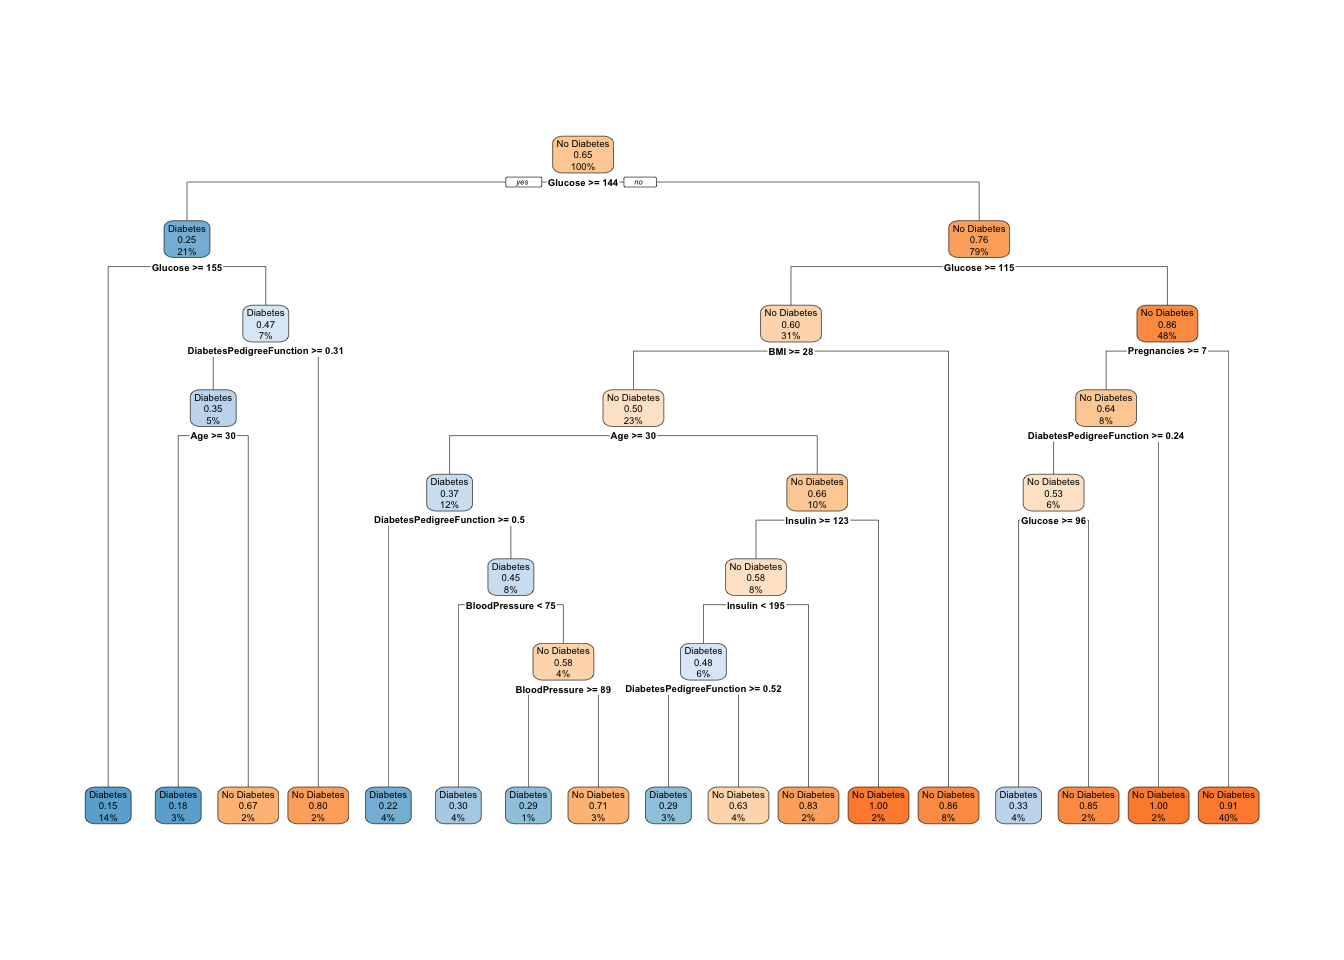 No Diabetes
0.65
100%
yes
Glucose >= 144
no
Diabetes
0.25
21%
No Diabetes
0.76
79%
Glucose >= 155
Glucose >= 115
Diabetes
0.47
7%
No Diabetes
0.60
31%
No Diabetes
0.86
48%
DiabetesPedigreeFunction >= 0.31
BMI >= 28
Pregnancies >= 7
Diabetes
0.35
5%
No Diabetes
0.50
23%
No Diabetes
0.64
8%
Age >= 30
Age >= 30
DiabetesPedigreeFunction >= 0.24
Diabetes
0.37
12%
No Diabetes
0.66
10%
No Diabetes
0.53
6%
DiabetesPedigreeFunction >= 0.5
Insulin >= 123
Glucose >= 96
Diabetes
0.45
8%
No Diabetes
0.58
8%
BloodPressure < 75
Insulin < 195
No Diabetes
0.58
4%
Diabetes
0.48
6%
BloodPressure >= 89
DiabetesPedigreeFunction >= 0.52
Diabetes
0.15
14%
Diabetes
0.18
3%
No Diabetes
0.67
2%
No Diabetes
0.80
2%
Diabetes
0.22
4%
Diabetes
0.30
4%
Diabetes
0.29
1%
No Diabetes
0.71
3%
Diabetes
0.29
3%
No Diabetes
0.63
4%
No Diabetes
0.83
2%
No Diabetes
1.00
2%
No Diabetes
0.86
8%
Diabetes
0.33
4%
No Diabetes
0.85
2%
No Diabetes
1.00
2%
No Diabetes
0.91
40%